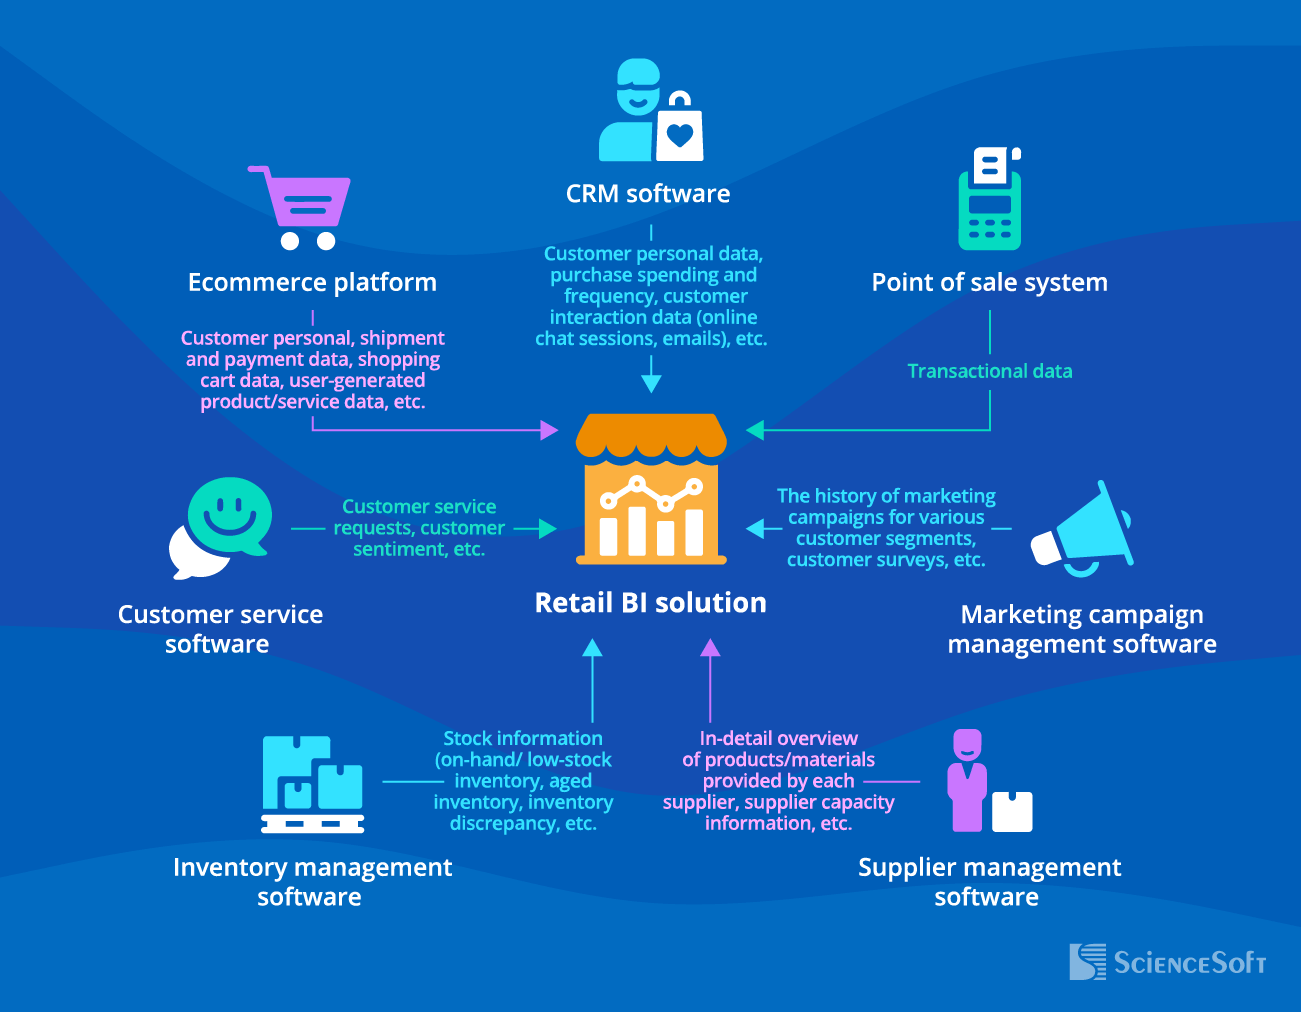 CRM software
Customer personal data,
purchase spending and
frequency, customer
interaction data (online
chat sessions, emails), etc.
Ecommerce platform
Customer personal, shipment
and payment data, shopping
cart data, user-generated
product/service data, etc.
Point of sale system
Transactional data
Customer service
requests, customer
sentiment, etc.
Customer service
software
The history of marketing
campaigns for various
customer segments,
customer surveys, etc.
Marketing campaign
management software
Retail BI solution
Stock information
(on-hand/ low-stock
inventory, aged
inventory, inventory
discrepancy, etc.
Inventory management
software
In-detail overview
of products/materials
provided by each
supplier, supplier capacity
information, etc.
Supplier management
software
ScienceSoft